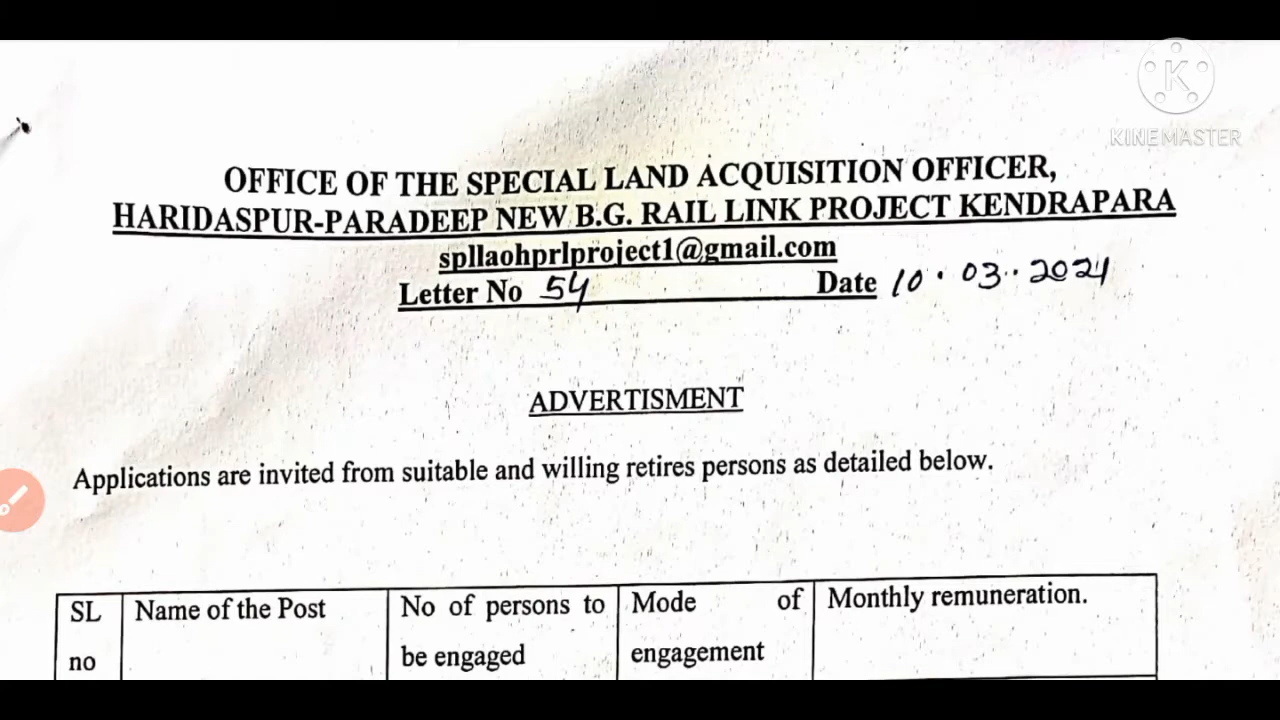 KINEMASTER
OFFICE OF THE SPECIAL LAND ACQUISITION OFFICER,
HARIDASPUR-PARADEEP NEW B.G. RAIL LINK PROJECT KENDRAPARA
spllaohprlproject1@gmail.com
Letter No 54 Date 10.03..2021
ADVERTISMENT
Applications are invited from suitable and willing retires persons as detailed below.
SL no Name of the Post No of persons to be engaged Mode of engagement Monthly remuneration.